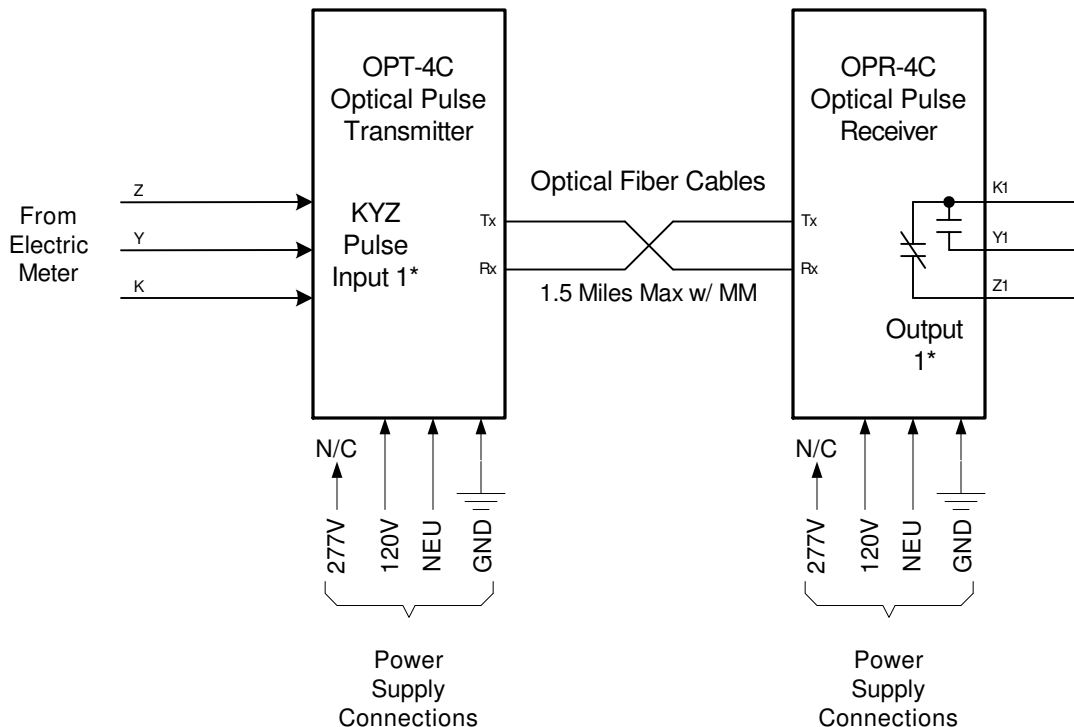 OPT-4C
Optical Pulse
Transmitter
From
Electric
Meter
Z
Y
K
KYZ
Pulse
Input 1*
Tx
Rx
Optical Fiber Cables
1.5 Miles Max w/ MM
OPR-4C
Optical Pulse
Receiver
Tx
Rx
K1
Y1
Z1
Output
1*
N/C
277V
120V
NEU
GND
Power
Supply
Connections
N/C
277V
120V
NEU
GND
Power
Supply
Connections